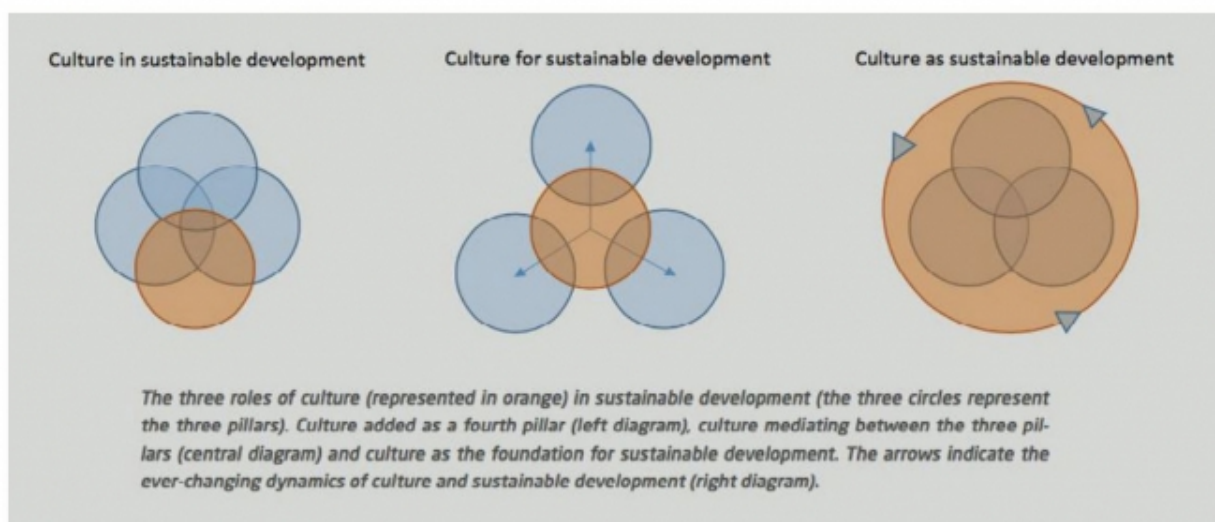 Culture in sustainable development
Culture for sustainable development
Culture as sustainable development
The three roles of culture (represented in orange) in sustainable development (the three circles represent
the three pillars). Culture added as a fourth pillar (left diagram), culture mediating between the three pil-
lars (central diagram) and culture as the foundation for sustainable development. The arrows indicate the
ever-changing dynamics of culture and sustainable development (right diagram).